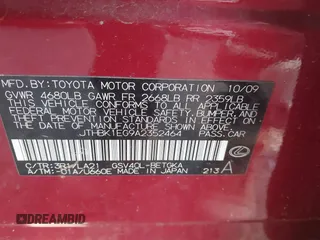 MFD. BY: TOYOTA MOTOR CORPORATION 10/09
GVWR 4680LB GAWR FR 2668LB RR 2359LB
THIS VEHICLE CONFORMS TO ALL APPLICABLE
FEDERAL MOTOR VEHICLE SAFETY, BUMPER, AND
THEFT PREVENTION STANDARDS IN EFFECT ON
THE DATE OF MANUFACTURE SHOWN ABOVE.
JTHBK1EG9A2352464 PASS.CAR
C/TR: 3R1/LA21 GSV40L-BETGKA
A/TM: -01A/U660E MADE IN JAPAN 213 A
DREAMBID